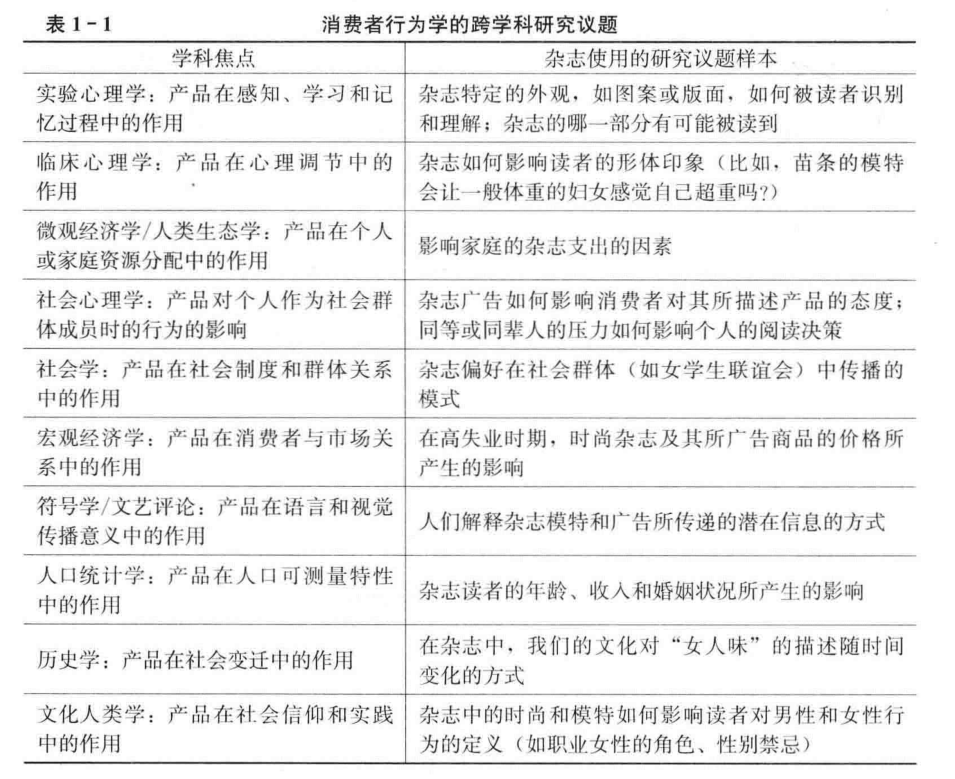 表 1-1 消费者行为学的跨学科研究议题
学科焦点 杂志使用的研究议题样本
实验心理学：产品在感知、学习和记
忆过程中的作用
杂志特定的外观，如图案或版面，如何被读者识别
和理解；杂志的哪一部分有可能被读到
临床心理学：产品在心理调节中的
作用
杂志如何影响读者的形体印象（比如，苗条的模特
会让一般体重的妇女感觉自己超重吗?）
微观经济学/人类生态学：产品在个人
或家庭资源分配中的作用
影响家庭的杂志支出的因素
社会心理学：产品对个人作为社会群
体成员时的行为的影响
杂志广告如何影响消费者对其所描述产品的态度；
同等或同辈人的压力如何影响个人的阅读决策
社会学：产品在社会制度和群体关系
中的作用
杂志偏好在社会群体（如女学生联谊会）中传播的
模式
宏观经济学：产品在消费者与市场关
系中的作用
在高失业时期，时尚杂志及其所广告商品的价格所
产生的影响
符号学/文艺评论：产品在语言和视觉
传播意义中的作用
人们解释杂志模特和广告所传递的潜在信息的方式
人口统计学：产品在人口可测量特性
中的作用
杂志读者的年龄、收入和婚姻状况所产生的影响
历史学：产品在社会变迁中的作用
在杂志中，我们的文化对“女人味”的描述随时间
变化的方式
文化人类学：产品在社会信仰和实践
中的作用
杂志中的时尚和模特如何影响读者对男性和女性行
为的定义（如职业女性的角色、性别禁忌）